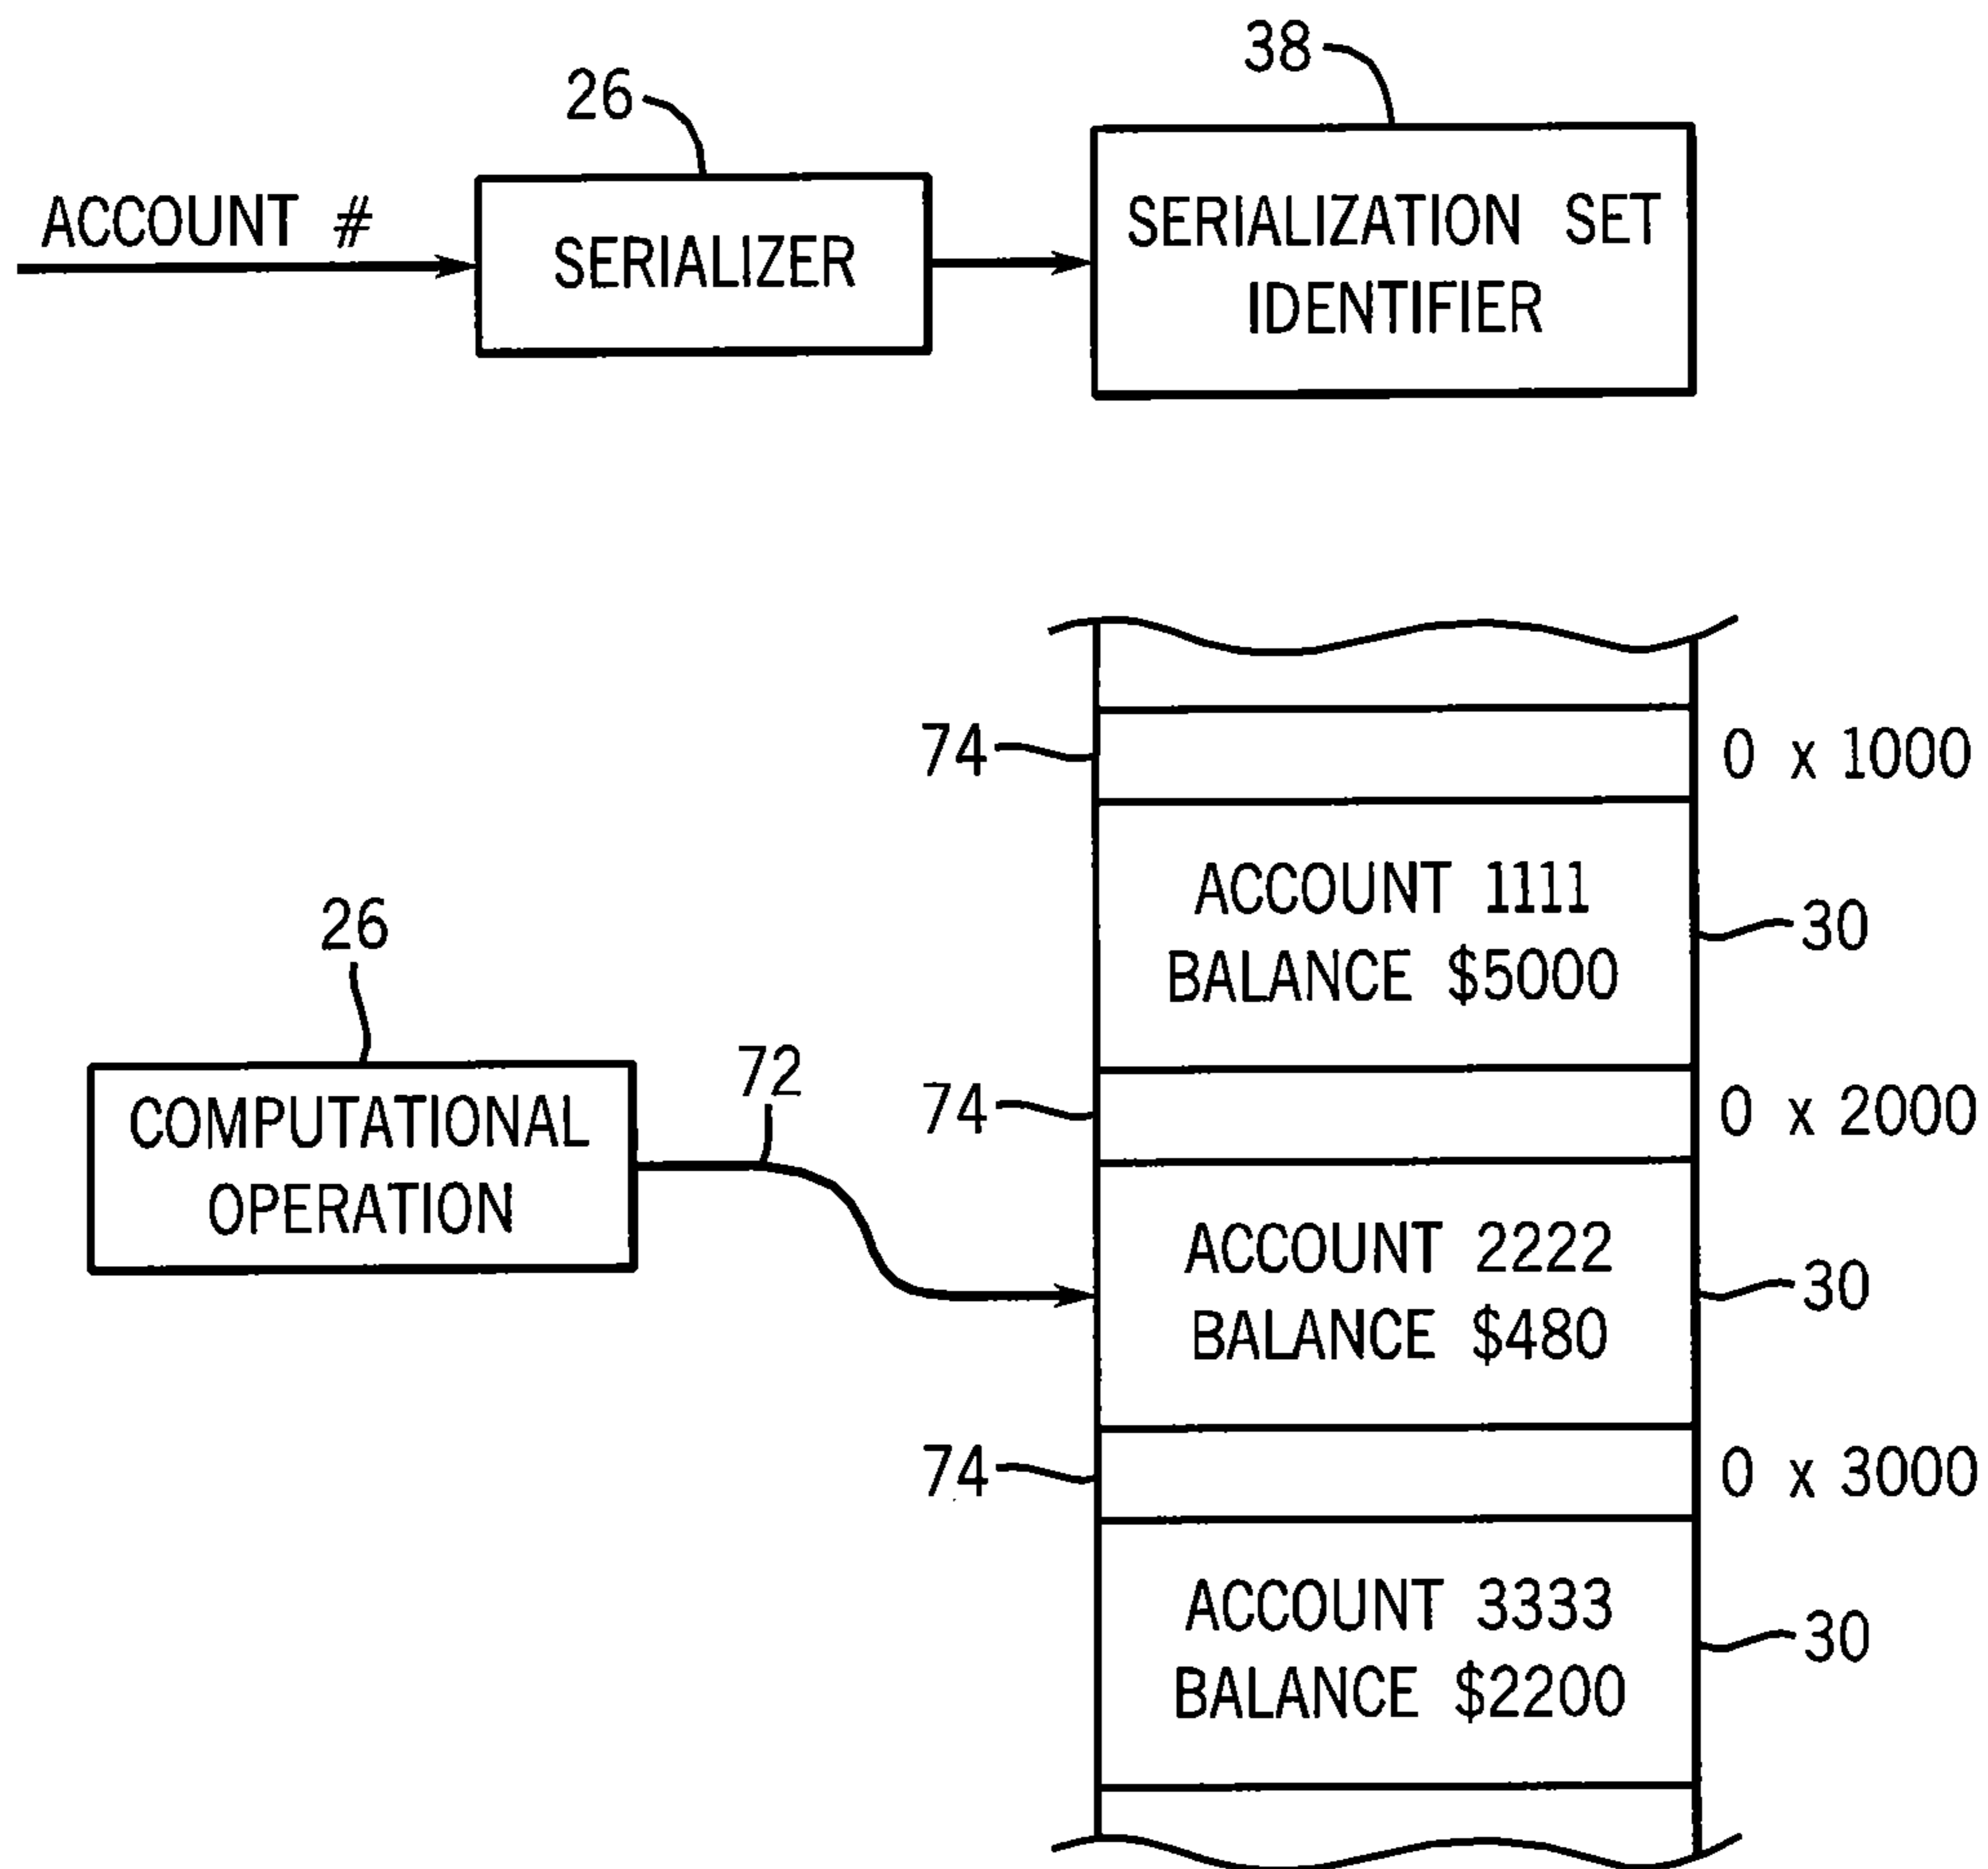 38
26
ACCOUNT #
SERIALIZER
SERIALIZATION SET
IDENTIFIER
74
0 x 1000
ACCOUNT 1111
BALANCE $5000
30
26
COMPUTATIONAL
OPERATION
72
74
0 x 2000
ACCOUNT 2222
BALANCE $480
30
74
0 x 3000
ACCOUNT 3333
BALANCE $2200
30